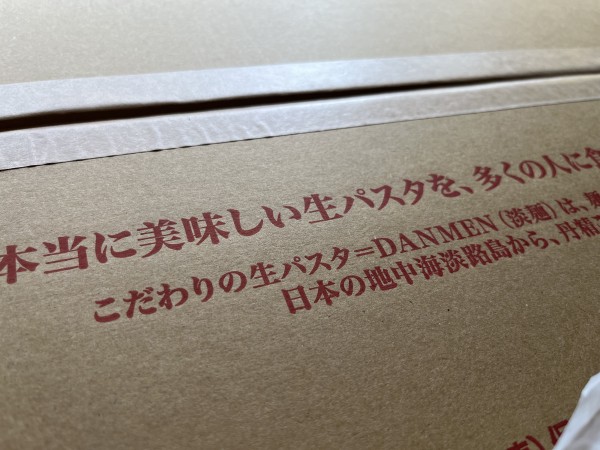 本当に美味しい生パスタを、多くの人に食
こだわりの生パスタ=DANMEN（淡麺）は、
日本の地中海淡路島から、丹精